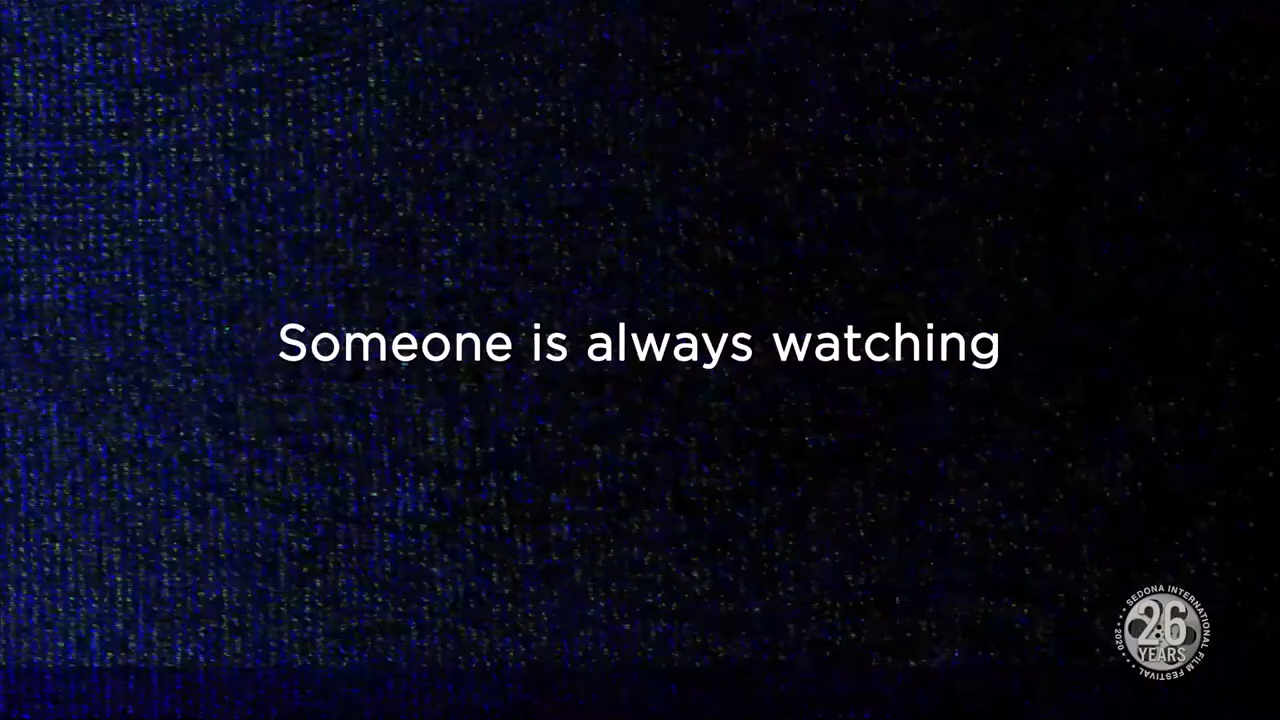 Someone is always watching
SEDONA INTERNATIONAL FILM FESTIVAL
26
YEARS
2020